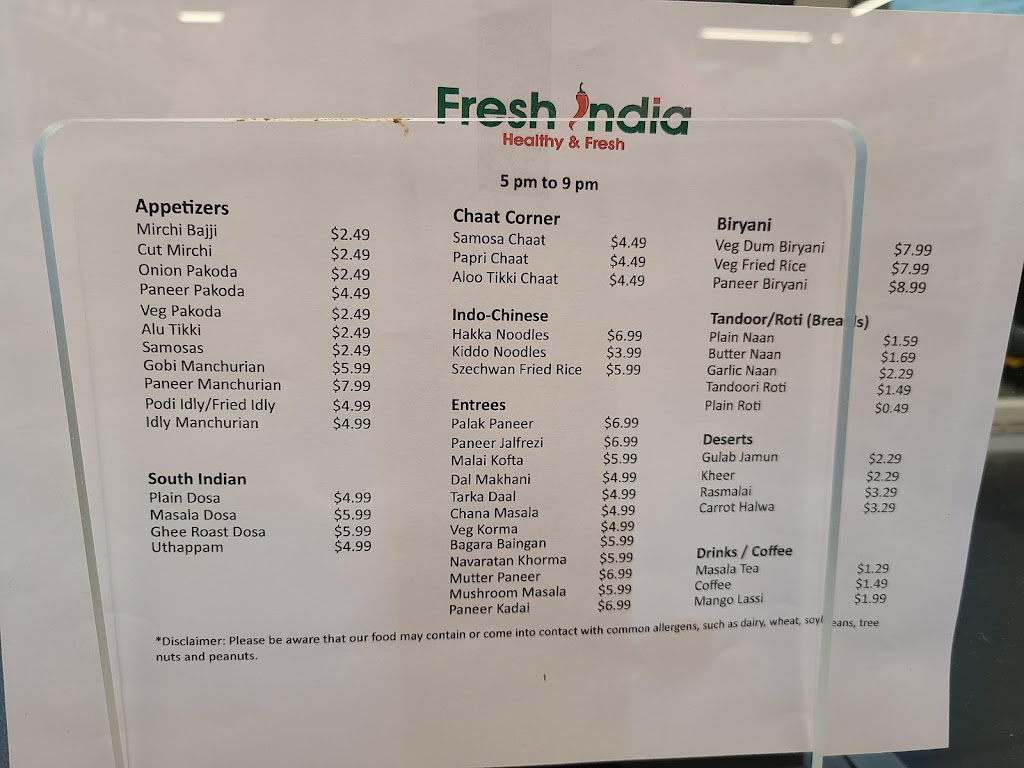 Fresh India
Healthy & Fresh
5 pm to 9 pm
Appetizers
Mirchi Bajji $2.49
Cut Mirchi $2.49
Onion Pakoda $2.49
Paneer Pakoda $4.49
Veg Pakoda $2.49
Alu Tikki $2.49
Samosas $2.49
Gobi Manchurian $5.99
Paneer Manchurian $7.99
Podi Idly/Fried Idly $4.99
Idly Manchurian $4.99
South Indian
Plain Dosa $4.99
Masala Dosa $5.99
Ghee Roast Dosa $5.99
Uthappam $4.99
Chaat Corner
Samosa Chaat $4.49
Papri Chaat $4.49
Aloo Tikki Chaat $4.49
Indo-Chinese
Hakka Noodles $6.99
Kiddo Noodles $3.99
Szechwan Fried Rice $5.99
Entrees
Palak Paneer $6.99
Paneer Jalfrezi $6.99
Malai Kofta $5.99
Dal Makhani $4.99
Tarka Daal $4.99
Chana Masala $4.99
Veg Korma $4.99
Bagara Baingan $5.99
Navaratan Khorma $5.99
Mutter Paneer $6.99
Mushroom Masala $5.99
Paneer Kadai $6.99
Biryani
Veg Dum Biryani $7.99
Veg Fried Rice $7.99
Paneer Biryani $8.99
Tandoor/Roti (Breads)
Plain Naan $1.59
Butter Naan $1.69
Garlic Naan $2.29
Tandoori Roti $1.49
Plain Roti $0.49
Deserts
Gulab Jamun $2.29
Kheer $2.29
Rasmalai $3.29
Carrot Halwa $3.29
Drinks / Coffee
Masala Tea $1.29
Coffee $1.49
Mango Lassi $1.99
*Disclaimer: Please be aware that our food may contain or come into contact with common allergens, such as dairy, wheat, soybeans, tree
nuts and peanuts.
1